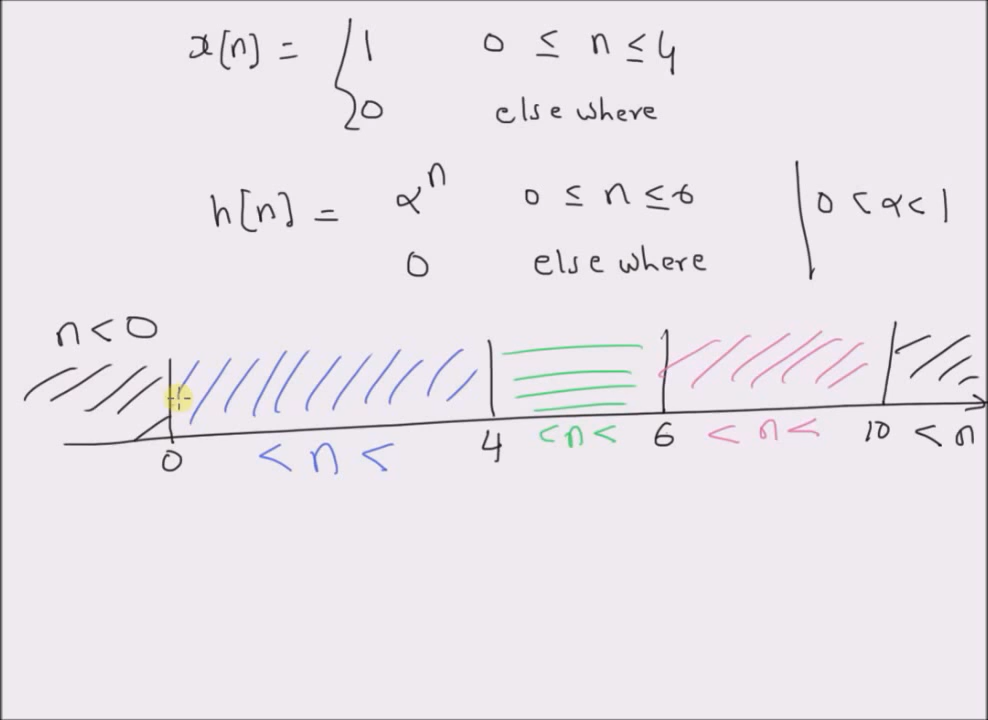 x[n] = { 1 0 ≤ n ≤ 4
0 else where
h[n] = α^n 0 ≤ n ≤ 6 | 0 < α < 1
0 else where
n < 0
0 < n < 4 < n < 6 < n < 10 < n